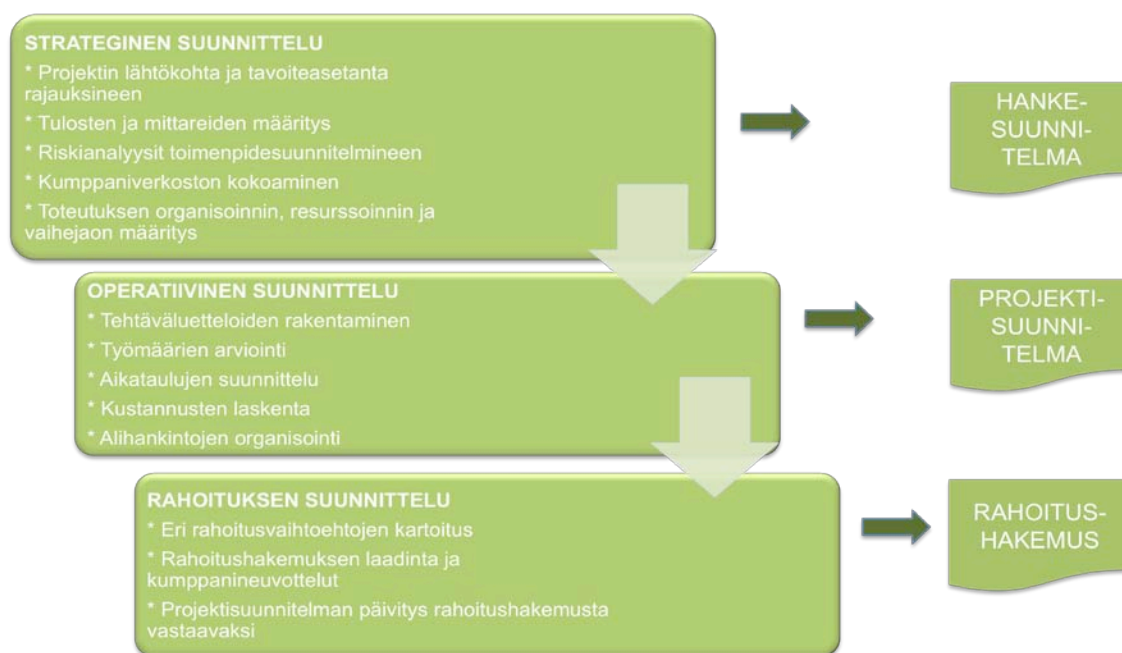 STRATEGINEN SUUNNITTELU
* Projektin lähtökohta ja tavoiteasetanta
rajauksineen
* Tulosten ja mittareiden määritys
* Riskianalyysit toimenpidesuunnitelmineen
* Kumppaniverkoston kokoaminen
* Toteutuksen organisoinnin, resurssoinnin ja
vaihejaon määritys
HANKE-
SUUNNI-
TELMA
OPERATIIVINEN SUUNNITTELU
* Tehtäväluetteloiden rakentaminen
* Työmäärien arviointi
* Aikataulujen suunnittelu
* Kustannusten laskenta
* Alihankintojen organisointi
PROJEKTI-
SUUNNI-
TELMA
RAHOITUKSEN SUUNNITTELU
* Eri rahoitusvaihtoehtojen kartoitus
* Rahoitushakemuksen laadinta ja
kumppanineuvottelut
* Projektisuunnitelman päivitys rahoitushakemusta
vastaavaksi
RAHOITUS-
HAKEMUS